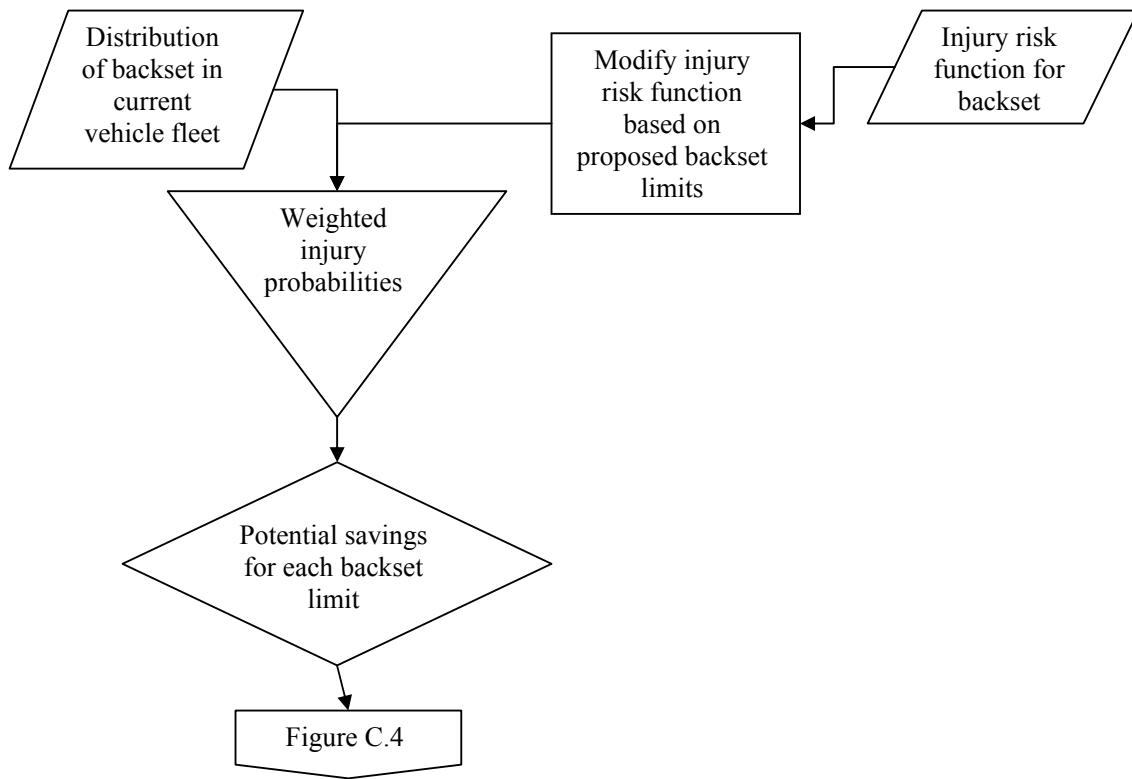 Distribution
of backset in
current
vehicle fleet
Modify injury
risk function
based on
proposed backset
limits
Injury risk
function for
backset
Weighted
injury
probabilities
Potential savings
for each backset
limit
Figure C.4